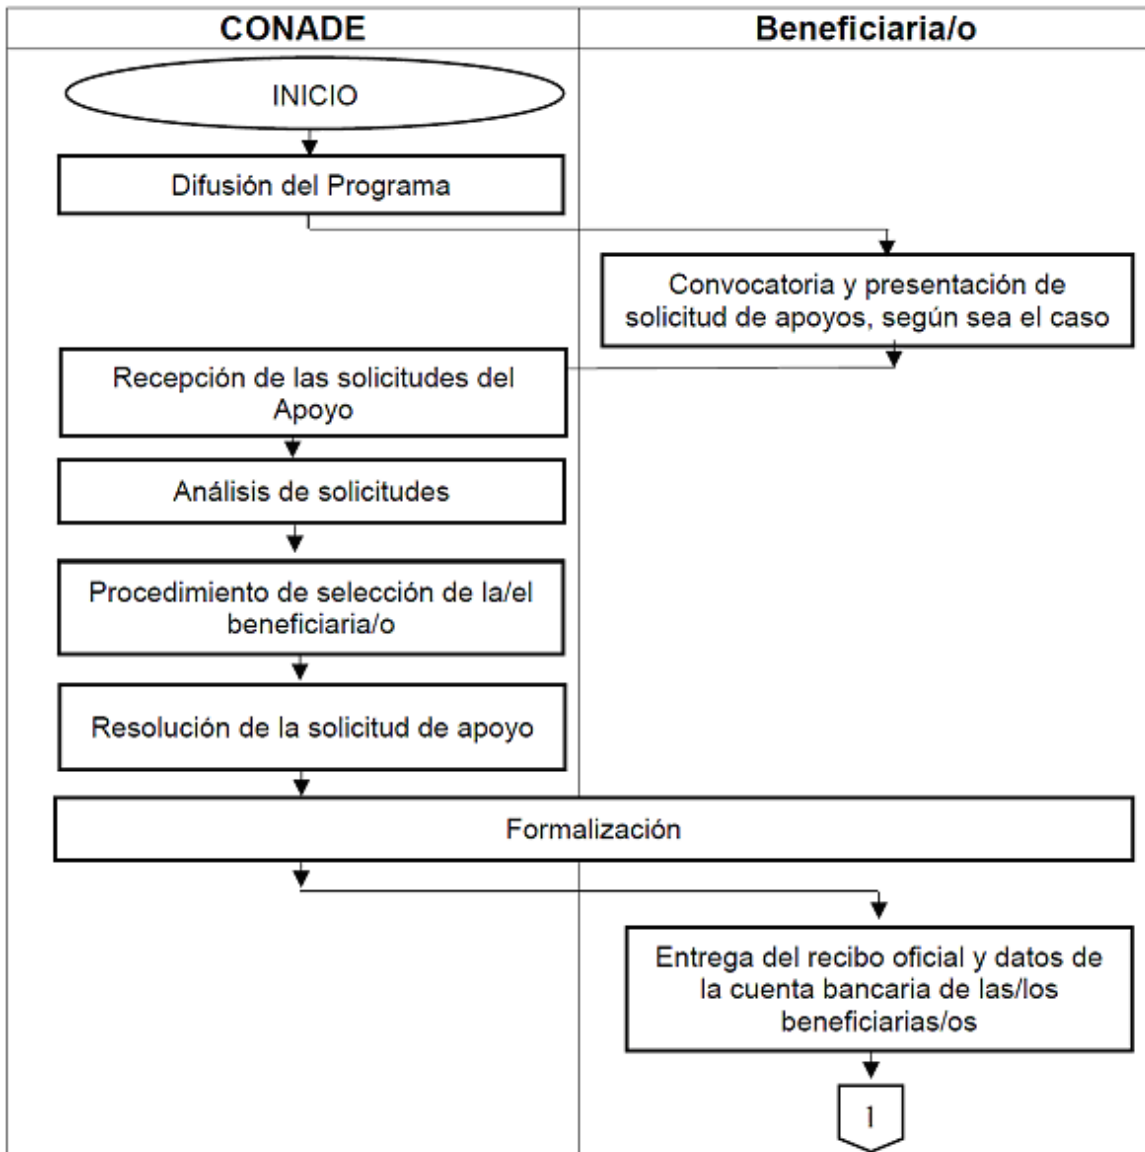 CONADE
Beneficiaria/o
INICIO
Difusión del Programa
Convocatoria y presentación de
solicitud de apoyos, según sea el caso
Recepción de las solicitudes del
Apoyo
Análisis de solicitudes
Procedimiento de selección de la/el
beneficiaria/o
Resolución de la solicitud de apoyo
Formalización
Entrega del recibo oficial y datos de
la cuenta bancaria de las/los
beneficiarias/os
1